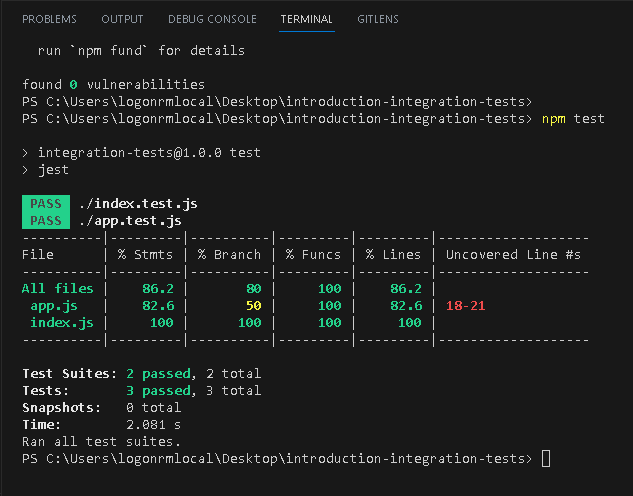 PROBLEMS OUTPUT DEBUG CONSOLE TERMINAL GITLENS
run `npm fund` for details
found 0 vulnerabilities
PS C:\Users\logonrmlocal\Desktop\introduction-integration-tests>
PS C:\Users\logonrmlocal\Desktop\introduction-integration-tests> npm test
> integration-tests@1.0.0 test
> jest
PASS ./index.test.js
PASS ./app.test.js
----------|---------|----------|---------|---------|-------------------
File      | % Stmts | % Branch | % Funcs | % Lines | Uncovered Line #s
----------|---------|----------|---------|---------|-------------------
All files |    86.2 |       80 |     100 |    86.2 |
 app.js   |    82.6 |       50 |     100 |    82.6 | 18-21
 index.js |     100 |      100 |     100 |     100 |
----------|---------|----------|---------|---------|-------------------
Test Suites: 2 passed, 2 total
Tests:       3 passed, 3 total
Snapshots:   0 total
Time:        2.081 s
Ran all test suites.
PS C:\Users\logonrmlocal\Desktop\introduction-integration-tests>